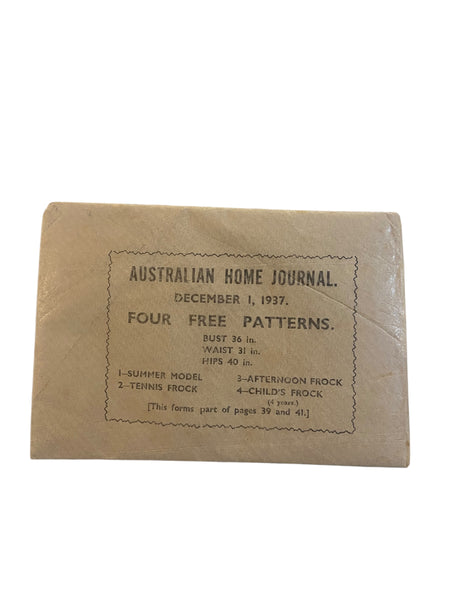 AUSTRALIAN HOME JOURNAL.
DECEMBER 1, 1937.
FOUR FREE PATTERNS.
BUST 36 in.
WAIST 31 in.
HIPS 40 in.
1—SUMMER MODEL 3—AFTERNOON FROCK
2—TENNIS FROCK 4—CHILD'S FROCK
(4 years.)
[This forms part of pages 39 and 41.]